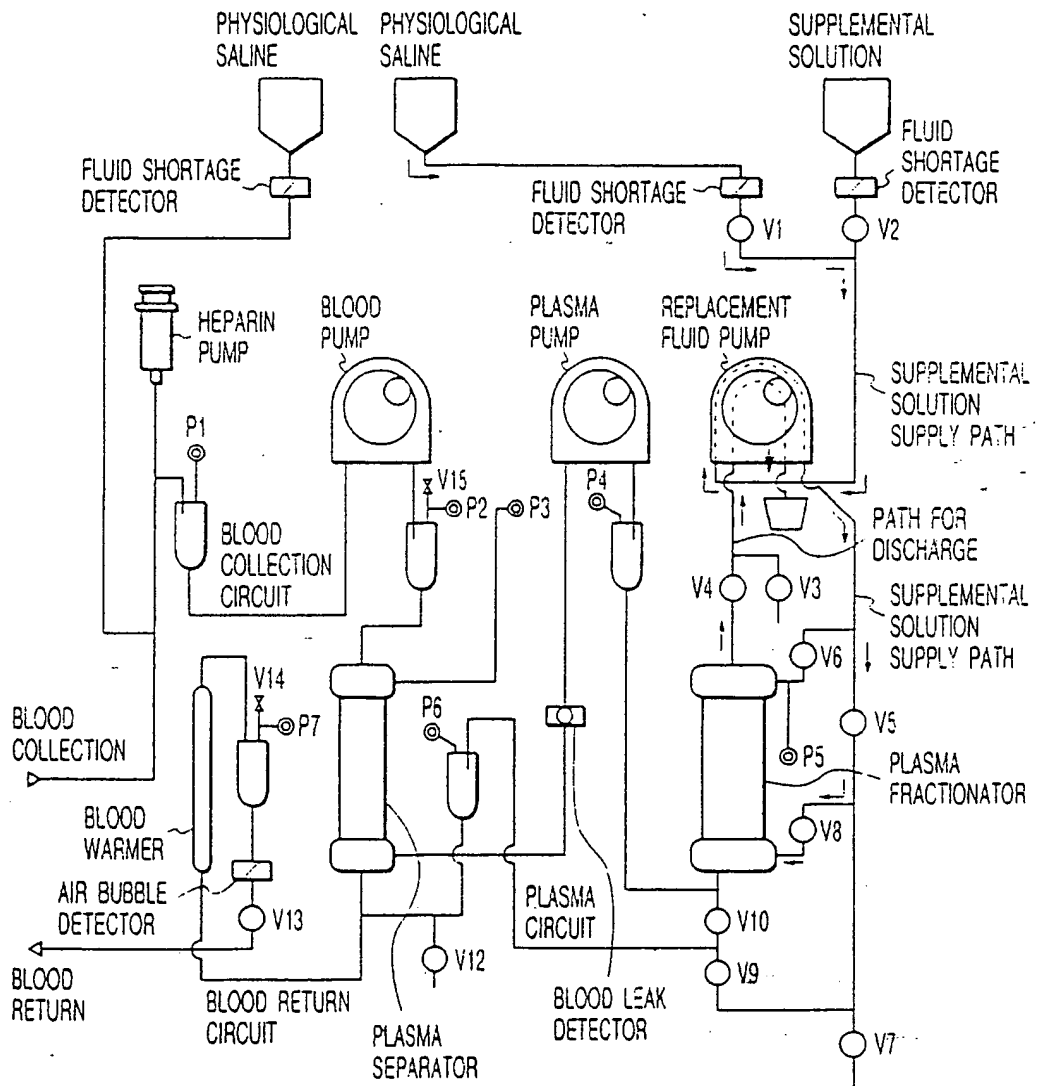 PHYSIOLOGICAL
SALINE
PHYSIOLOGICAL
SALINE
SUPPLEMENTAL
SOLUTION
FLUID SHORTAGE
DETECTOR
FLUID SHORTAGE
DETECTOR
FLUID
SHORTAGE
DETECTOR
V1
V2
HEPARIN
PUMP
BLOOD
PUMP
PLASMA
PUMP
REPLACEMENT
FLUID PUMP
SUPPLEMENTAL
SOLUTION
SUPPLY PATH
P1
V15
P2
P3
P4
BLOOD
COLLECTION
CIRCUIT
PATH FOR
DISCHARGE
V4
V3
SUPPLEMENTAL
SOLUTION
SUPPLY PATH
V6
V14
P7
P6
P5
V5
BLOOD
COLLECTION
PLASMA
FRACTIONATOR
BLOOD
WARMER
V8
AIR BUBBLE
DETECTOR
V13
PLASMA
CIRCUIT
V10
V12
V9
BLOOD
RETURN
BLOOD RETURN
CIRCUIT
PLASMA
SEPARATOR
BLOOD LEAK
DETECTOR
V7